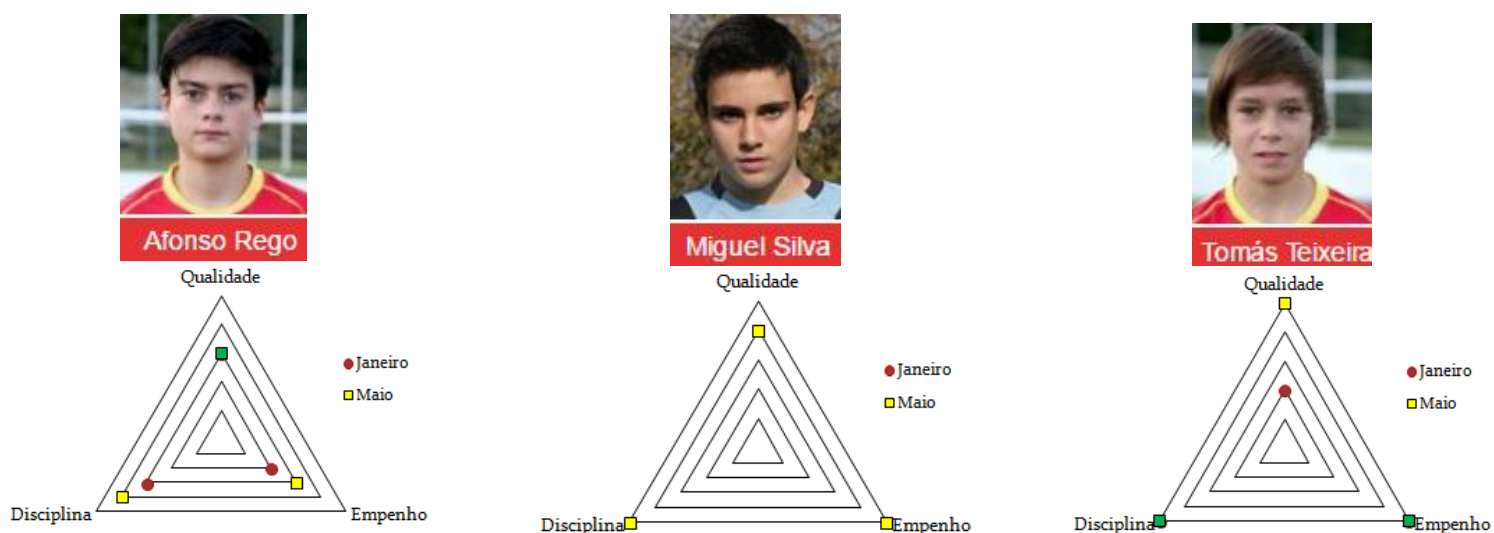 Afonso Rego
Qualidade
Janeiro
Maio
Disciplina
Empenho
Miguel Silva
Qualidade
Janeiro
Maio
Disciplina
Empenho
Tomás Teixeira
Qualidade
Janeiro
Maio
Disciplina
Empenho